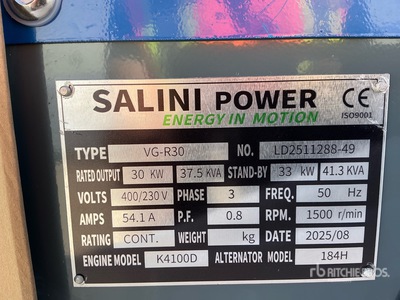 SALINI POWER CE
ENERGY IN MOTION ISO9001
TYPE VG-R30 NO. LD2511288-49
RATED OUTPUT 30 KW 37.5 KVA STAND-BY 33 kW 41.3 KVA
VOLTS 400/230 V PHASE 3 FREQ. 50 Hz
AMPS 54.1 A P.F. 0.8 RPM. 1500 r/min
RATING CONT. WEIGHT kg DATE 2025/08
ENGINE MODEL K4100D ALTERNATOR MODEL 184H
rb RITCHIE BROS.